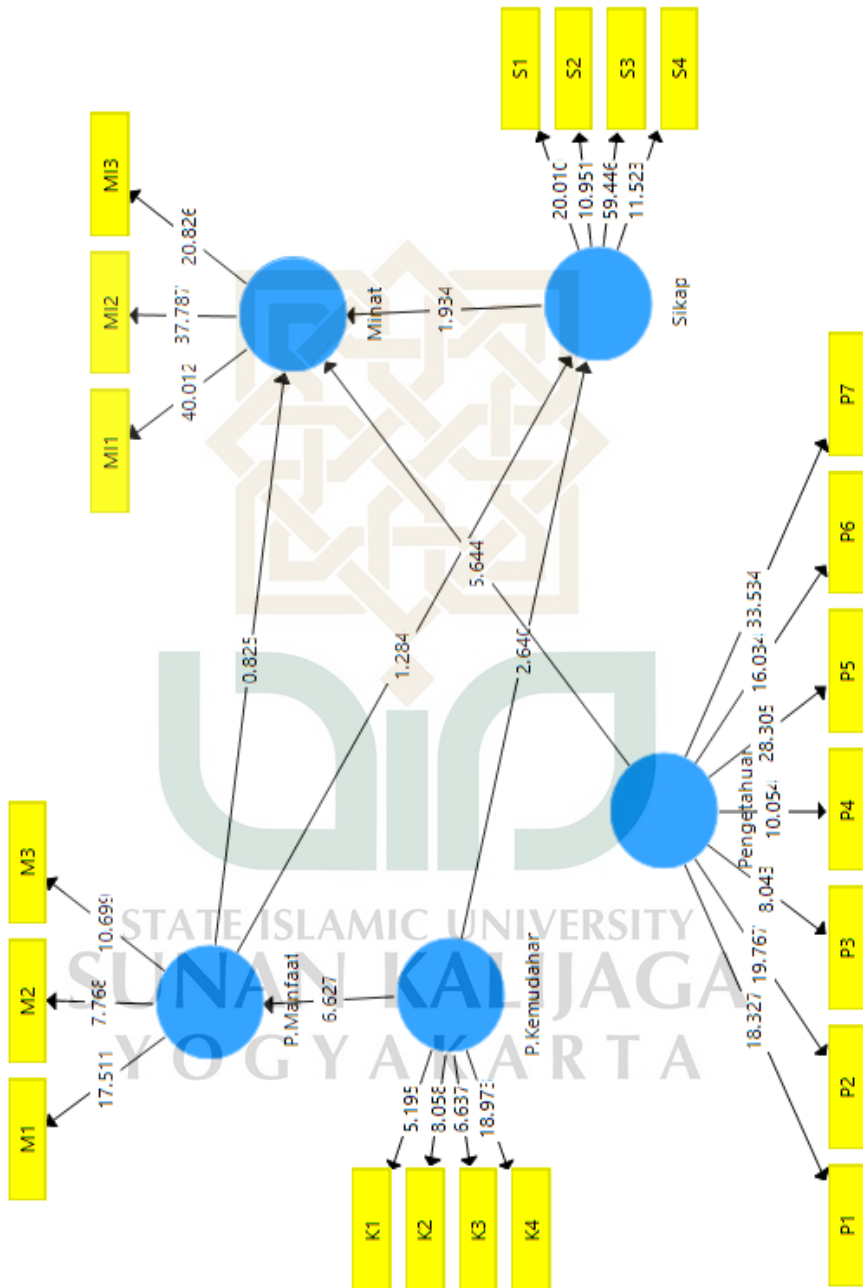 M1
M2
M3
17.511
7.768
10.699
P.Manfaat
6.627
P.Kemudahar
5.195
8.058
6.637
18.973
K1
K2
K3
K4
0.825
1.284
2.640
5.644
MI1
MI2
MI3
40.012
37.787
20.826
Minat
1.934
Sikap
20.010
10.951
59.446
11.523
S1
S2
S3
S4
Pengetahuar
18.327
19.767
8.043
10.054
28.305
16.034
33.534
P1
P2
P3
P4
P5
P6
P7
STATE ISLAMIC UNIVERSITY
SUNAN KALIJAGA
YOGYAKARTA